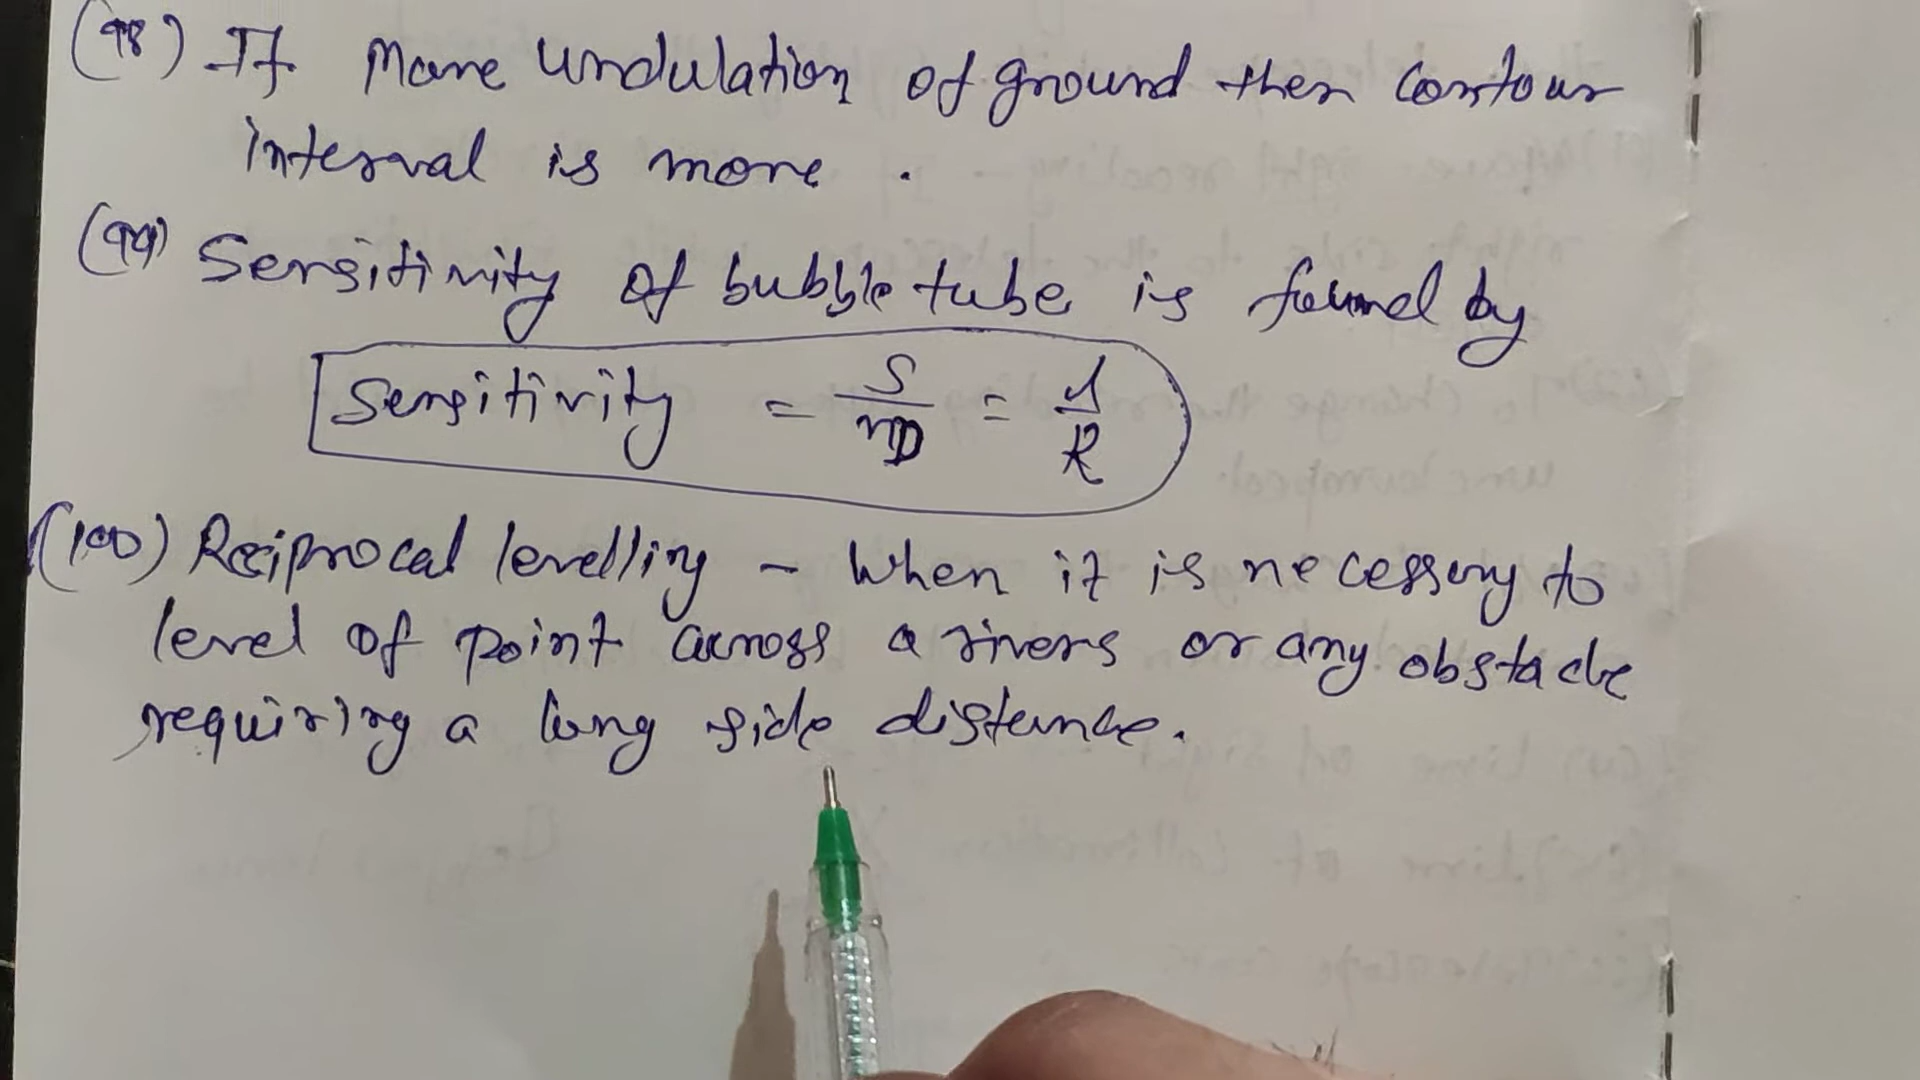 (98) If More Undulation of ground then Contour
interval is more .
(99) Sensitivity of bubble tube is found by
Sensitivity = S/nD = l/R
(100) Reciprocal levelling - When it is necessary to
level of point across a rivers or any obstacle
requiring a long side distance.